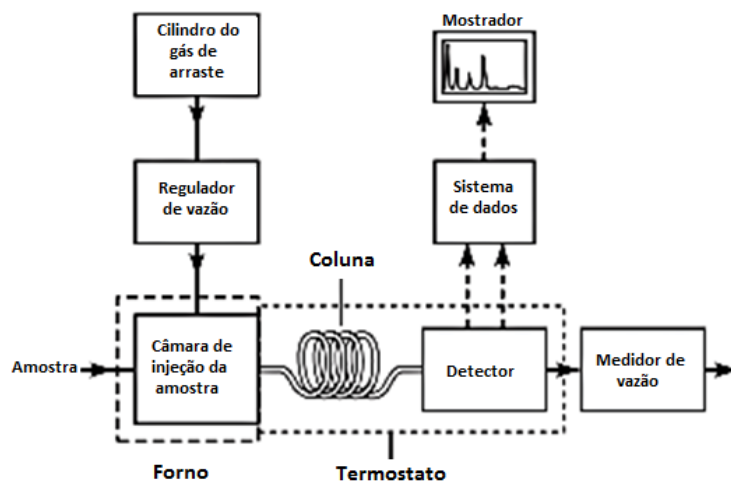 Cilindro do
gás de
arraste
Mostrador
Regulador
de vazão
Sistema
de dados
Coluna
Amostra
Câmara de
injeção da
amostra
Detector
Medidor de
vazão
Forno
Termostato